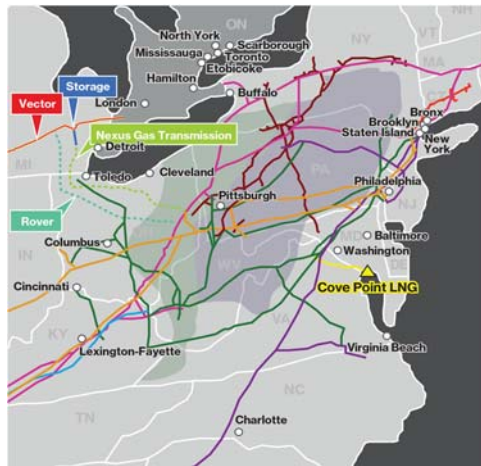 ON
NH
North York
Scarborough
NY
VT
Mississauga
Toronto
Etobicoke
MA
Storage
Hamilton
Buffalo
CT
Vector
London
Bronx
Nexus Gas Transmission
Brooklyn
Staten Island
New
York
MI
Detroit
PA
Toledo
Cleveland
Philadelphia
Pittsburgh
NJ
Rover
OH
Columbus
MD
Baltimore
IN
Washington
DE
WV
Cincinnati
Cove Point LNG
KY
VA
Lexington-Fayette
Virginia Beach
TN
NC
Charlotte